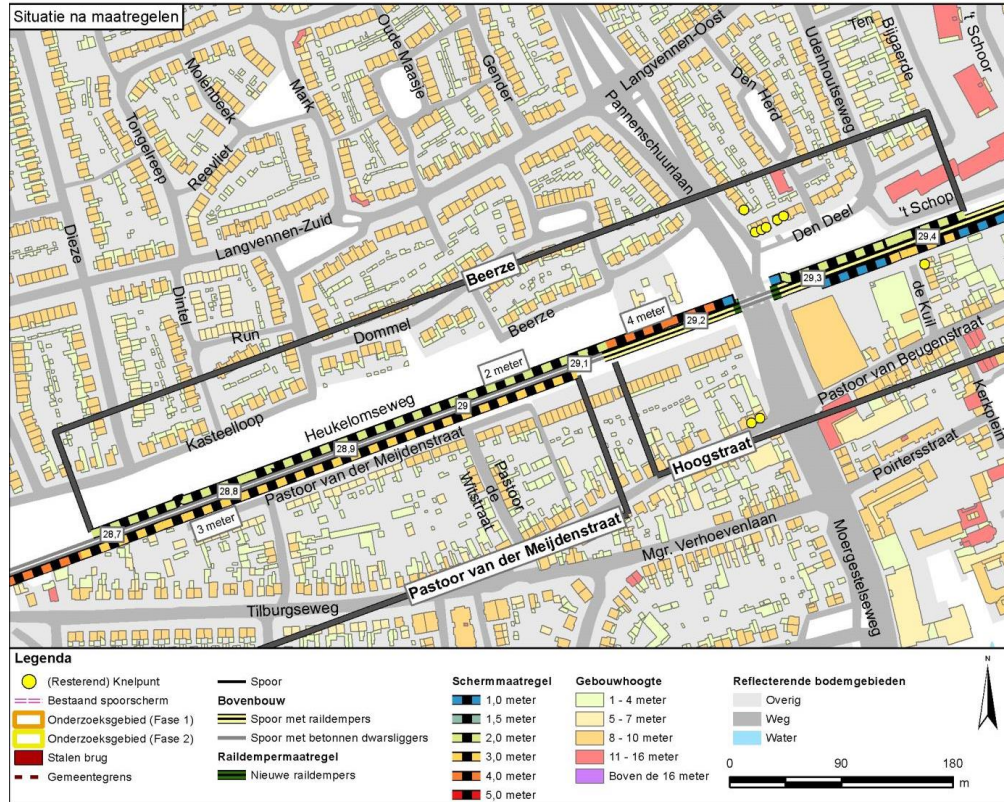 Situatie na maatregelen
Molenbeek
Mark
Oude Maasje
Gender
Langvennen-Oost
Ten
Bijgaerde
't Schoor
Tongelreep
Reevliet
Pannenschuurlaan
Den Herd
Udenhoutseweg
Dieze
Langvennen-Zuid
Den Deel
't Schop
Beerze
Dintel
Run
Dommel
Beerze
4 meter
29,2
29,3
29,4
de Kuil
2 meter
29,1
Pastoor van Beugenstraat
Heukelomseweg
29
Kerkplein
Kasteelloop
28,9
Pastoor van der Meijdenstraat
28,8
Hoogstraat
Poirtersstraat
28,7
3 meter
Pastoor
de
Witstraat
Pastoor van der Meijdenstraat
Mgr. Verhoevenlaan
Moergestelseweg
Tilburgseweg
Legenda
(Resterend) Knelpunt
Bestaand spoorscherm
Onderzoeksgebied (Fase 1)
Onderzoeksgebied (Fase 2)
Stalen brug
Gemeentegrens
Spoor
Bovenbouw
Spoor met raildempers
Spoor met betonnen dwarsliggers
Raildempermaatregel
Nieuwe raildempers
Schermmaatregel
1,0 meter
1,5 meter
2,0 meter
3,0 meter
4,0 meter
5,0 meter
Gebouwhoogte
1 - 4 meter
5 - 7 meter
8 - 10 meter
11 - 16 meter
Boven de 16 meter
Reflecterende bodemgebieden
Overig
Weg
Water
N
0 90 180
m